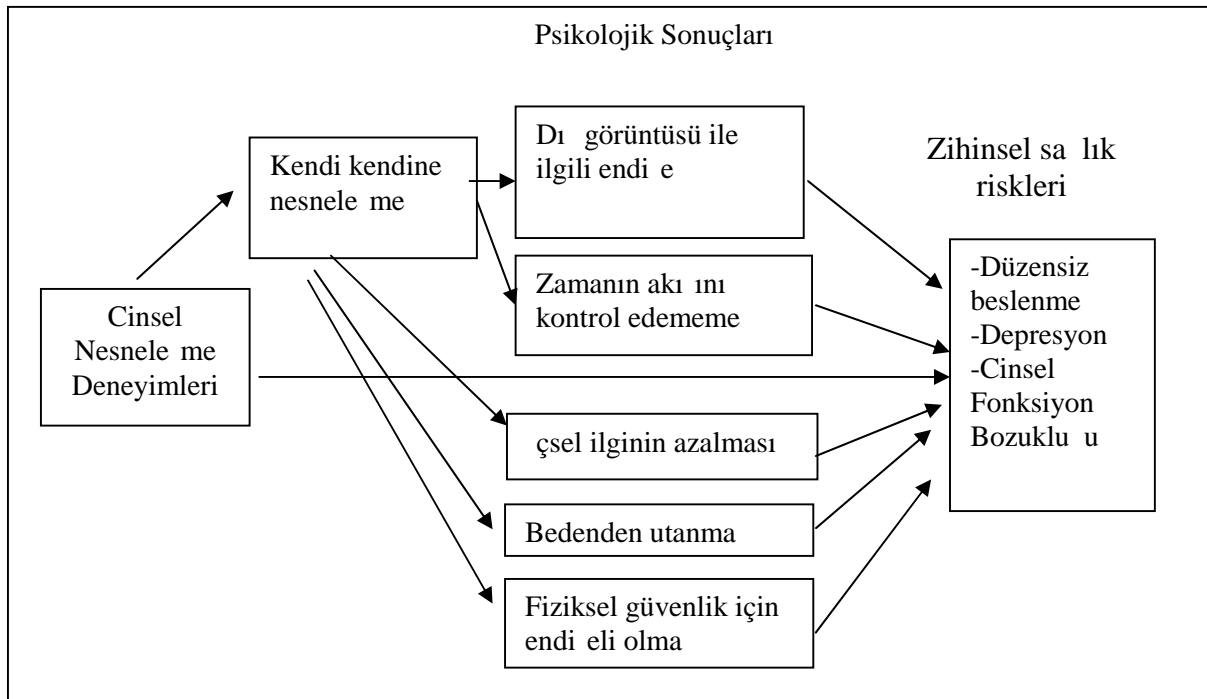 Psikolojik Sonuçları
Kendi kendine
nesnele me
Dı görüntüsü ile
ilgili endi e
Zihinsel sa lık
riskleri
Cinsel
Nesnele me
Deneyimleri
Zamanın akı ını
kontrol edememe
çsel ilginin azalması
Bedenden utanma
Fiziksel güvenlik için
endi eli olma
-Düzensiz
beslenme
-Depresyon
-Cinsel
Fonksiyon
Bozuklu u